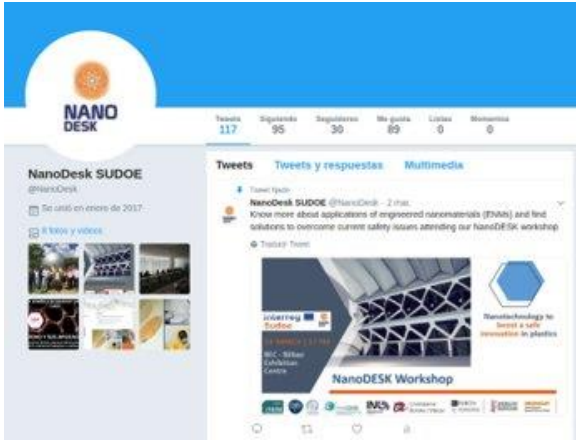 NANO
DESK
Tweets Siguiendo Seguidores Me gusta Listas Momentos
117 95 30 89 0 0
NanoDesk SUDOE
@NanoDesk
Se unió en enero de 2017
8 fotos y vídeos
Tweets Tweets y respuestas Multimedia
Tweet fijado
NanoDesk SUDOE @NanoDesk
Know more about applications of engineered nanomaterials (ENMs) and find
solutions to overcome current safety issues attending our NanoDESK workshop
Traducir Tweet
interreg
Sudoe
BEC - Bilbao
Exhibition
Centre
Nanotechnology to
boost a safe
innovation in plastics
NanoDESK Workshop